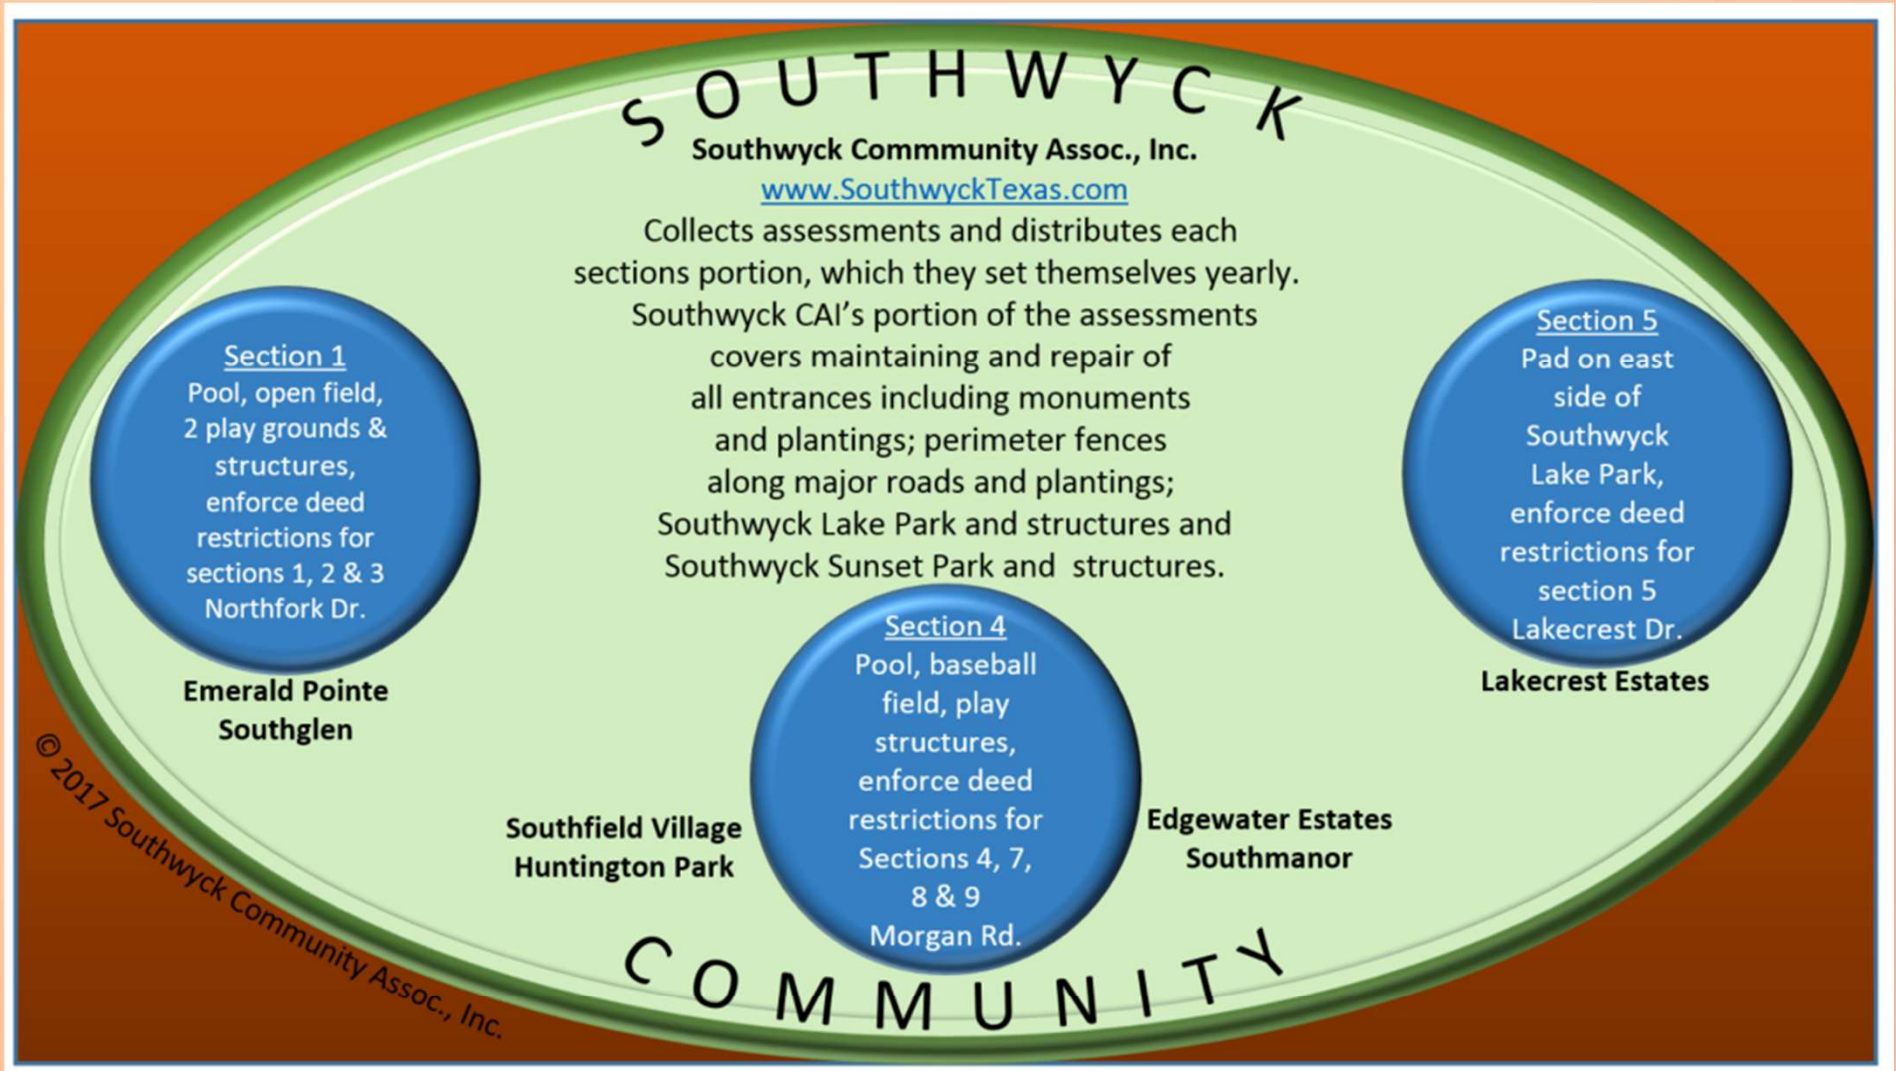 SOUTHWYCK
Southwyck Commmunity Assoc., Inc.
www.SouthwyckTexas.com
Collects assessments and distributes each
sections portion, which they set themselves yearly.
Southwyck CAI’s portion of the assessments
covers maintaining and repair of
all entrances including monuments
and plantings; perimeter fences
along major roads and plantings;
Southwyck Lake Park and structures and
Southwyck Sunset Park and structures.
Section 1
Pool, open field,
2 play grounds &
structures,
enforce deed
restrictions for
sections 1, 2 & 3
Northfork Dr.
Emerald Pointe
Southglen
Section 4
Pool, baseball
field, play
structures,
enforce deed
restrictions for
Sections 4, 7,
8 & 9
Morgan Rd.
Southfield Village
Huntington Park
Edgewater Estates
Southmanor
Section 5
Pad on east
side of
Southwyck
Lake Park,
enforce deed
restrictions for
section 5
Lakecrest Dr.
Lakecrest Estates
COMMUNITY
© 2017 Southwyck Community Assoc., Inc.